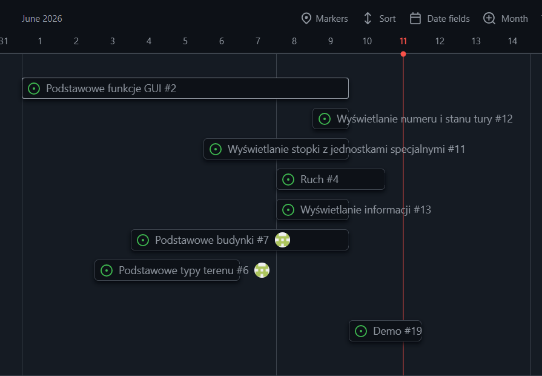 June 2026 Markers Sort Date fields Month
31 1 2 3 4 5 6 7 8 9 10 11 12 13 14
Podstawowe funkcje GUI #2
Wyświetlanie numeru i stanu tury #12
Wyświetlanie stopki z jednostkami specjalnymi #11
Ruch #4
Wyświetlanie informacji #13
Podstawowe budynki #7
Podstawowe typy terenu #6
Demo #19